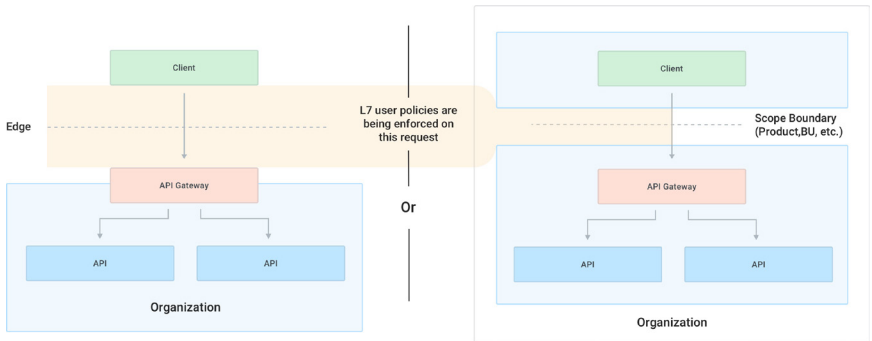 Client
Edge
API Gateway
API
API
Organization
L7 user policies are
being enforced on
this request
Or
Client
Scope Boundary
(Product,BU, etc.)
API Gateway
API
API
Organization